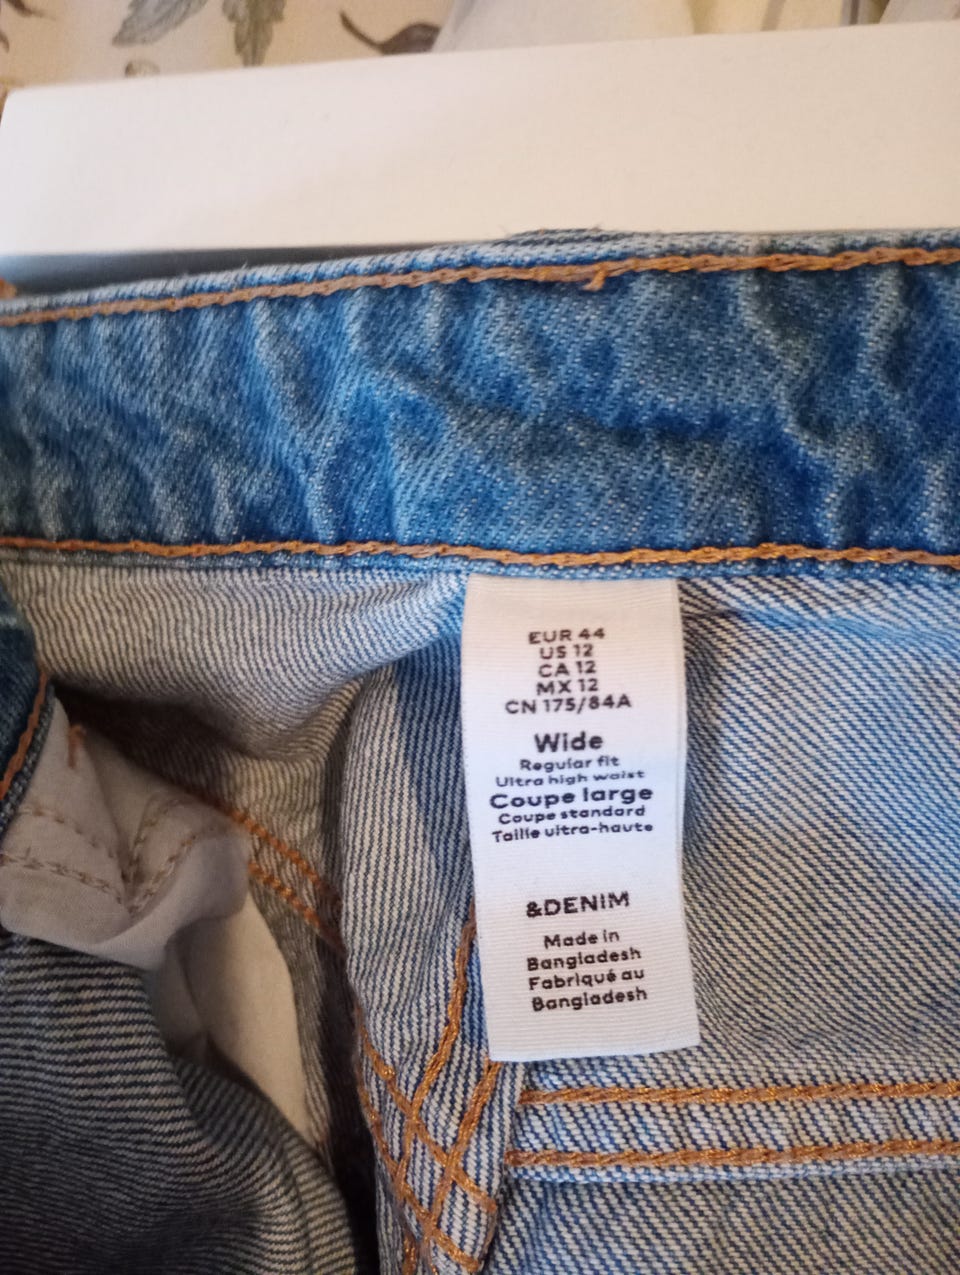 EUR 44
US 12
CA 12
MX 12
CN 175/84A
Wide
Regular fit
Ultra high waist
Coupe large
Coupe standard
Taille ultra-haute
&DENIM
Made in
Bangladesh
Fabriqué au
Bangladesh